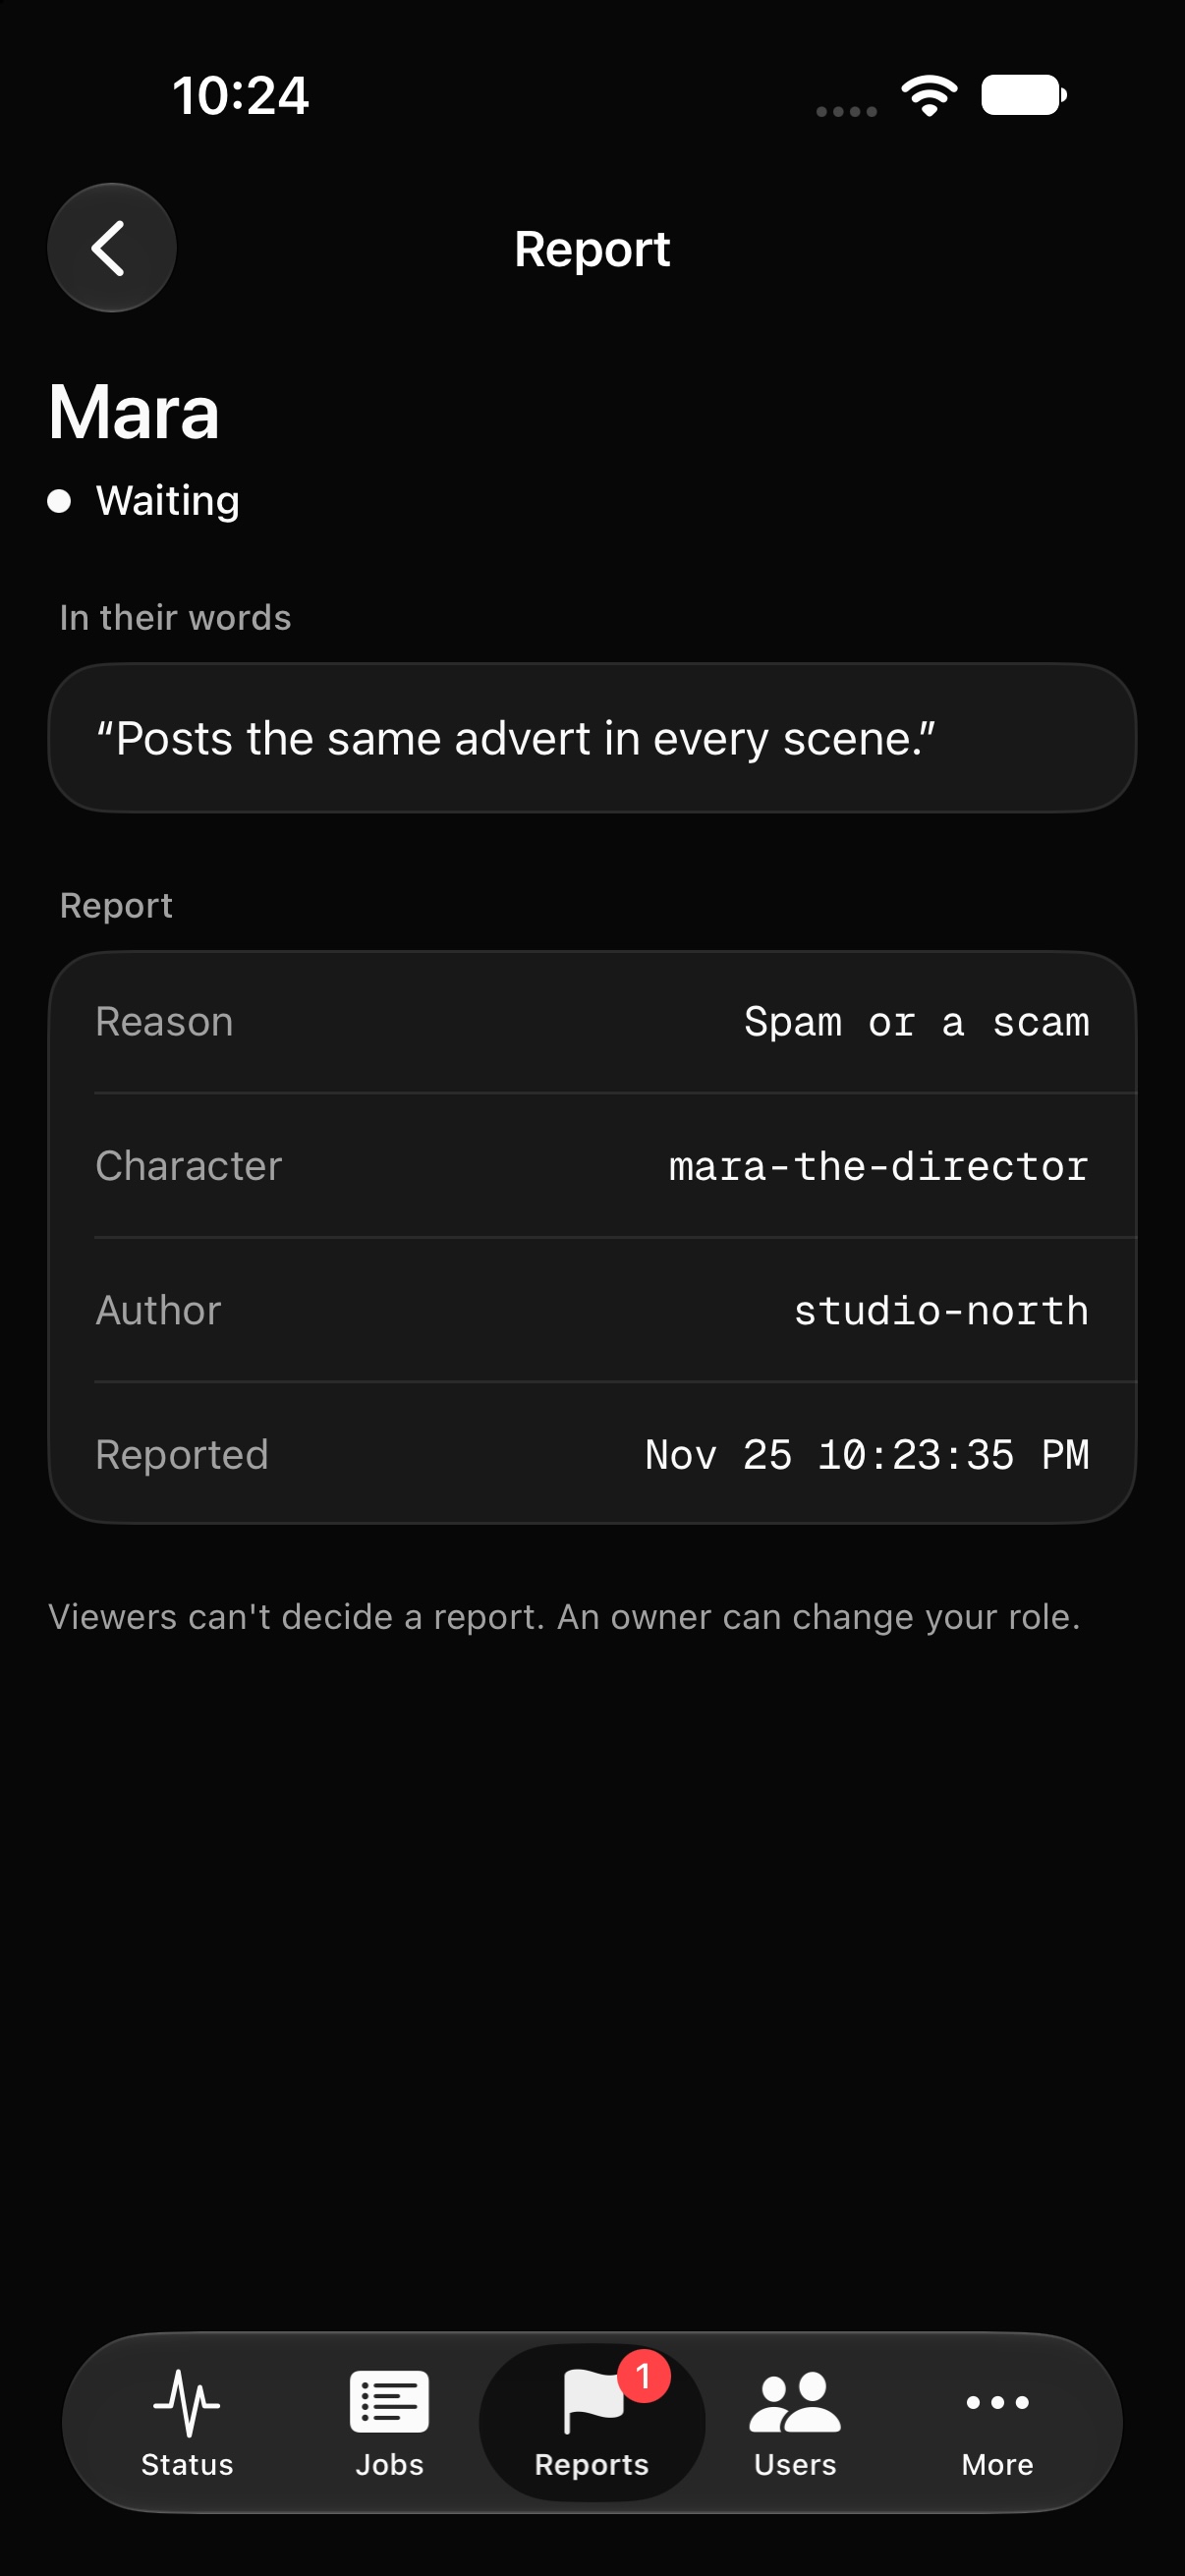 10:24
Report
Mara
Waiting
In their words
“Posts the same advert in every scene.”
Report
Reason Spam or a scam
Character mara-the-director
Author studio-north
Reported Nov 25 10:23:35 PM
Viewers can't decide a report. An owner can change your role.
1
Status Jobs Reports Users More